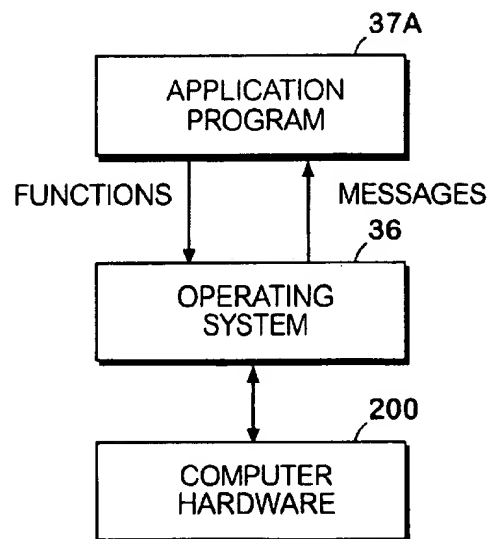 37A
APPLICATION
PROGRAM
FUNCTIONS
MESSAGES
36
OPERATING
SYSTEM
200
COMPUTER
HARDWARE